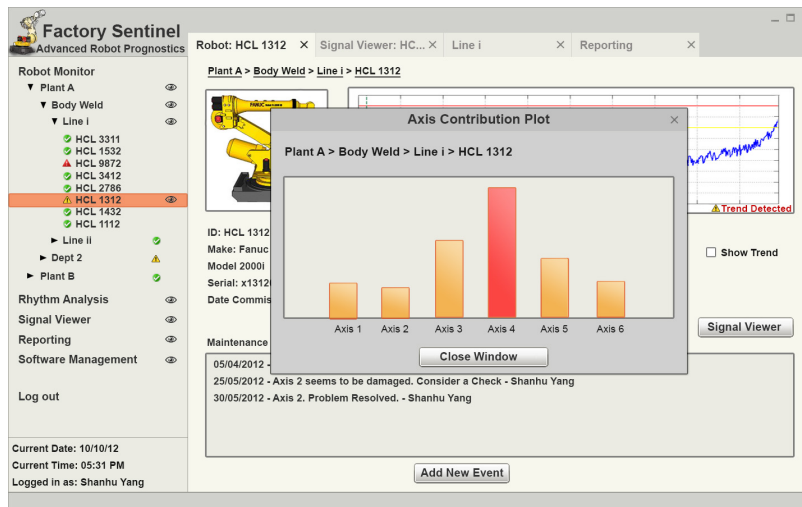 Factory Sentinel
Advanced Robot Prognostics
Robot: HCL 1312
Signal Viewer: HC...
Line i
Reporting
Robot Monitor
Plant A
Body Weld
Line i
HCL 3311
HCL 1532
HCL 9872
HCL 3412
HCL 2786
HCL 1312
HCL 1432
HCL 1112
Line ii
Dept 2
Plant B
Rhythm Analysis
Signal Viewer
Reporting
Software Management
Log out
Current Date: 10/10/12
Current Time: 05:31 PM
Logged in as: Shanhu Yang
Plant A > Body Weld > Line i > HCL 1312
FANUC
Trend Detected
ID: HCL 1312
Make: Fanuc
Model 2000i
Serial: x1312
Date Commis
Show Trend
Signal Viewer
Axis Contribution Plot
Plant A > Body Weld > Line i > HCL 1312
Axis 1 Axis 2 Axis 3 Axis 4 Axis 5 Axis 6
Close Window
Maintenance
05/04/2012 -
25/05/2012 - Axis 2 seems to be damaged. Consider a Check - Shanhu Yang
30/05/2012 - Axis 2. Problem Resolved. - Shanhu Yang
Add New Event